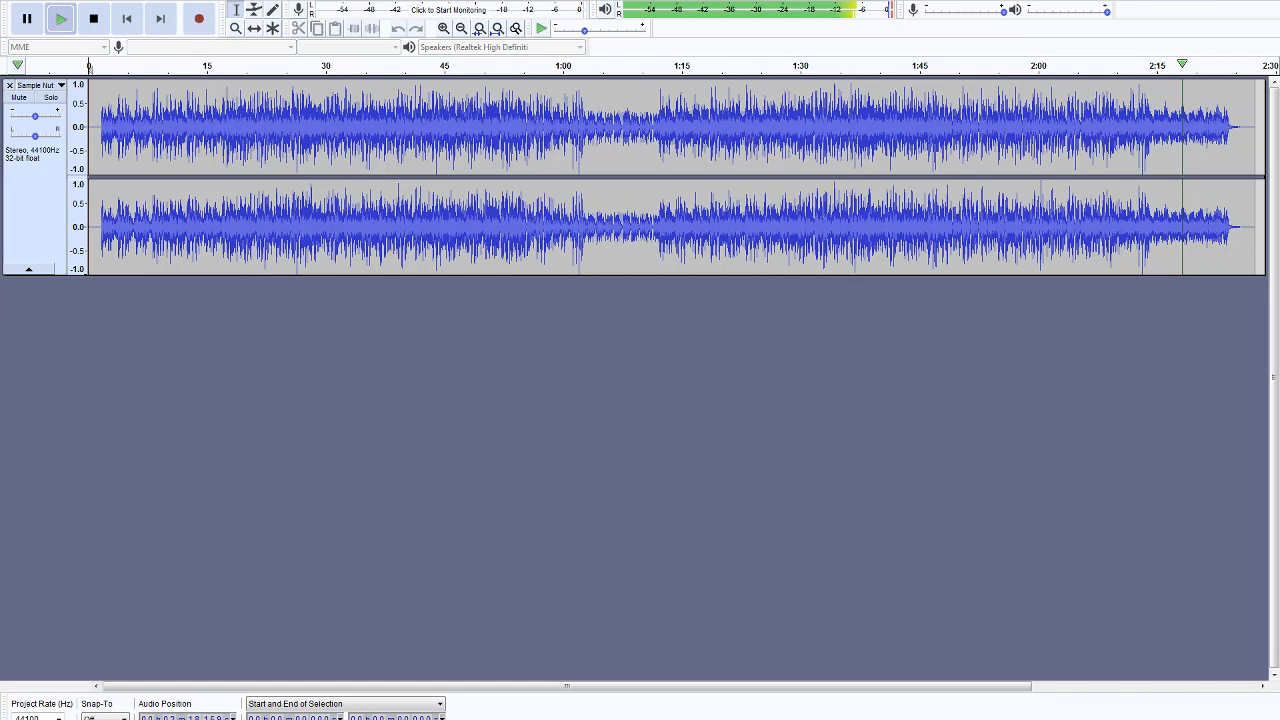 L
R
-54 -48 -42 Click to Start Monitoring -18 -12 -6 0
L
R
-54 -48 -42 -36 -30 -24 -18 -12 -6 0
MME
Speakers (Realtek High Definiti
0 15 30 45 1:00 1:15 1:30 1:45 2:00 2:15 2:30
Sample Nut
Mute Solo
- +
L R
Stereo, 44100Hz
32-bit float
1.0
0.5
0.0
-0.5
-1.0
1.0
0.5
0.0
-0.5
-1.0
Project Rate (Hz) Snap-To Audio Position Start and End of Selection
44100 Off